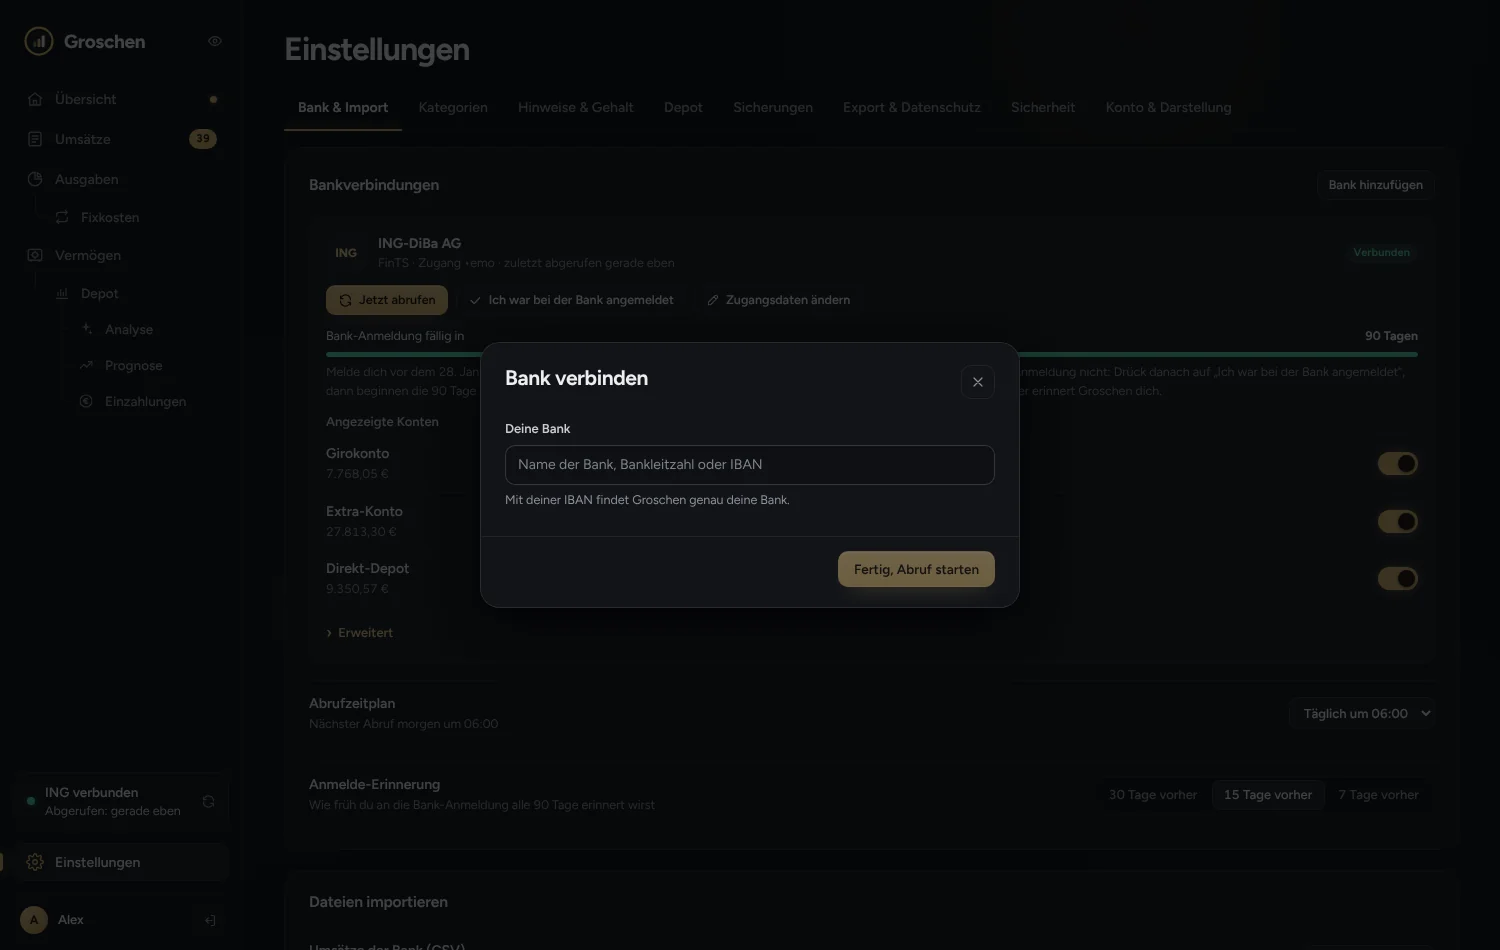 Groschen
Übersicht
Umsätze 39
Ausgaben
Fixkosten
Vermögen
Depot
Analyse
Prognose
Einzahlungen
ING verbunden
Abgerufen: gerade eben
Einstellungen
A Alex
Einstellungen
Bank & Import Kategorien Hinweise & Gehalt Depot Sicherungen Export & Datenschutz Sicherheit Konto & Darstellung
Bankverbindungen Bank hinzufügen
ING ING-DiBa AG
FinTS · Zugang •emo · zuletzt abgerufen gerade eben
Verbunden
Jetzt abrufen Ich war bei der Bank angemeldet Zugangsdaten ändern
Bank-Anmeldung fällig in 90 Tagen
Melde dich vor dem 28. Jan nmeldung nicht: Drück danach auf „Ich war bei der Bank angemeldet“,
dann beginnen die 90 Tage er erinnert Groschen dich.
Angezeigte Konten
Girokonto
7.768,05 €
Extra-Konto
27.813,30 €
Direkt-Depot
9.350,57 €
› Erweitert
Bank verbinden
Deine Bank
Name der Bank, Bankleitzahl oder IBAN
Mit deiner IBAN findet Groschen genau deine Bank.
Fertig, Abruf starten
Abrufzeitplan
Nächster Abruf morgen um 06:00
Täglich um 06:00
Anmelde-Erinnerung
Wie früh du an die Bank-Anmeldung alle 90 Tage erinnert wirst
30 Tage vorher 15 Tage vorher 7 Tage vorher
Dateien importieren
Umsätze der Bank (CSV)